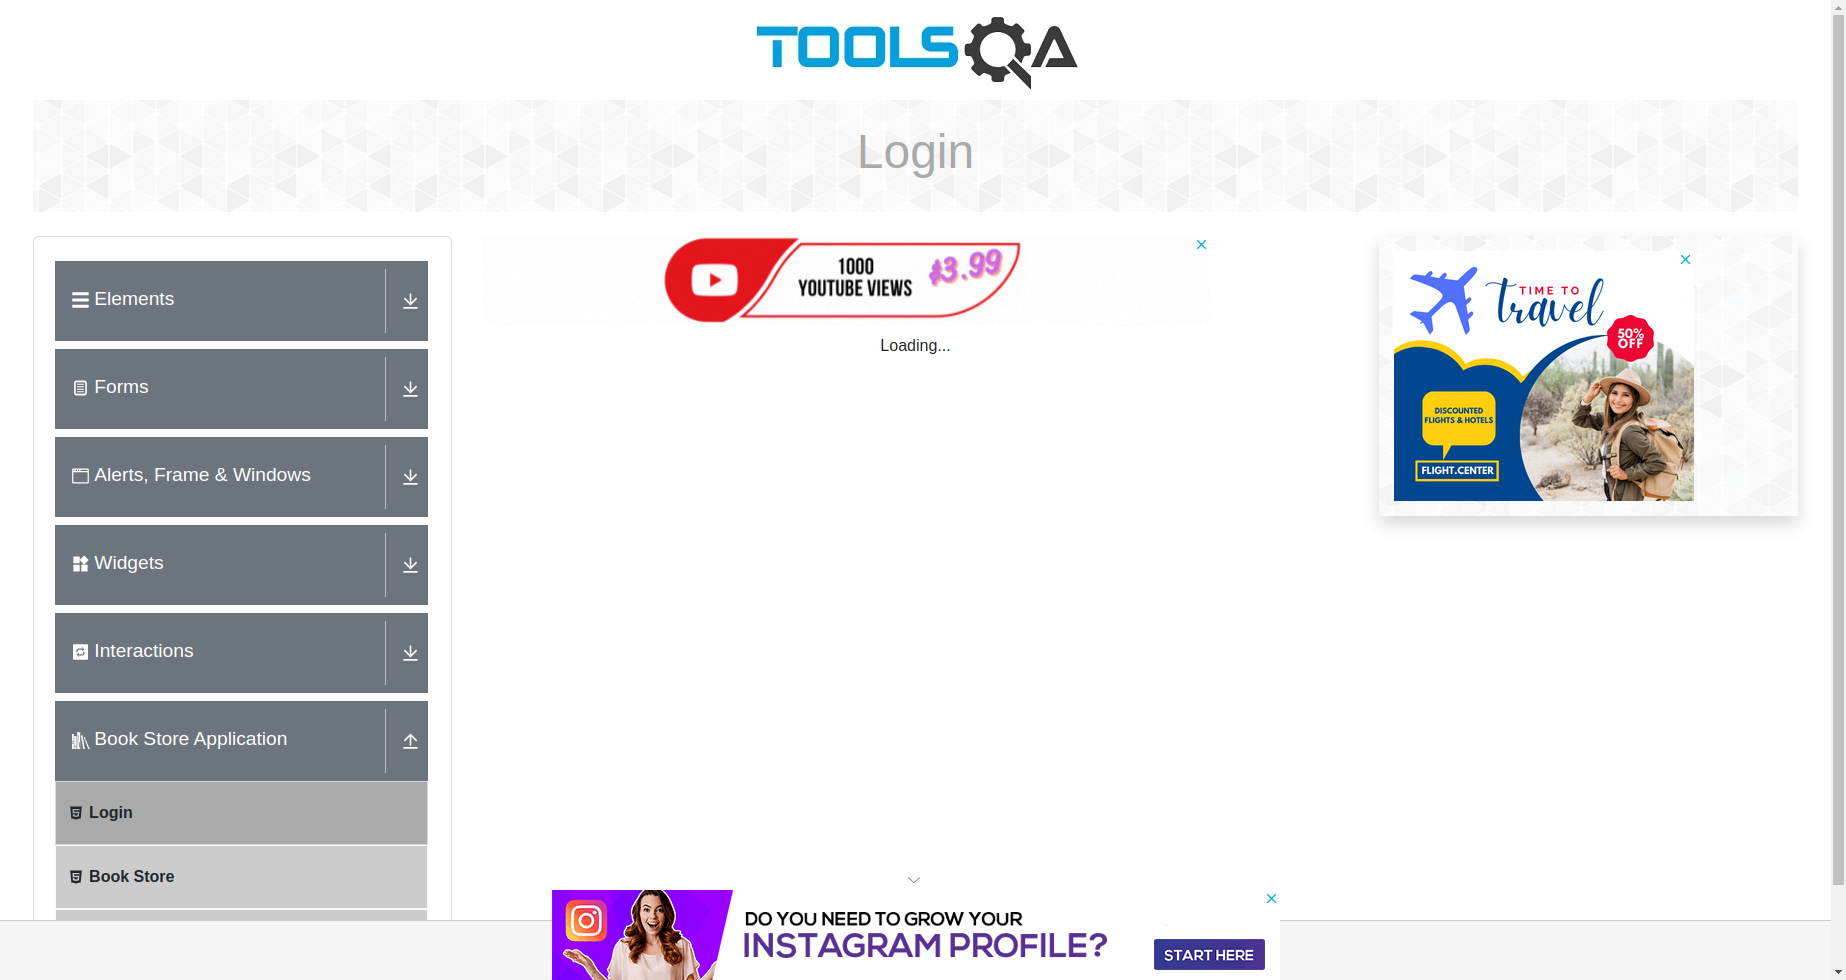 TOOLSQA
Login
Elements
Forms
Alerts, Frame & Windows
Widgets
Interactions
Book Store Application
Login
Book Store
1000
YOUTUBE VIEWS
$3.99
Loading...
TIME TO
travel
50%
OFF
DISCOUNTED
FLIGHTS & HOTELS
FLIGHT.CENTER
DO YOU NEED TO GROW YOUR
INSTAGRAM PROFILE?
START HERE